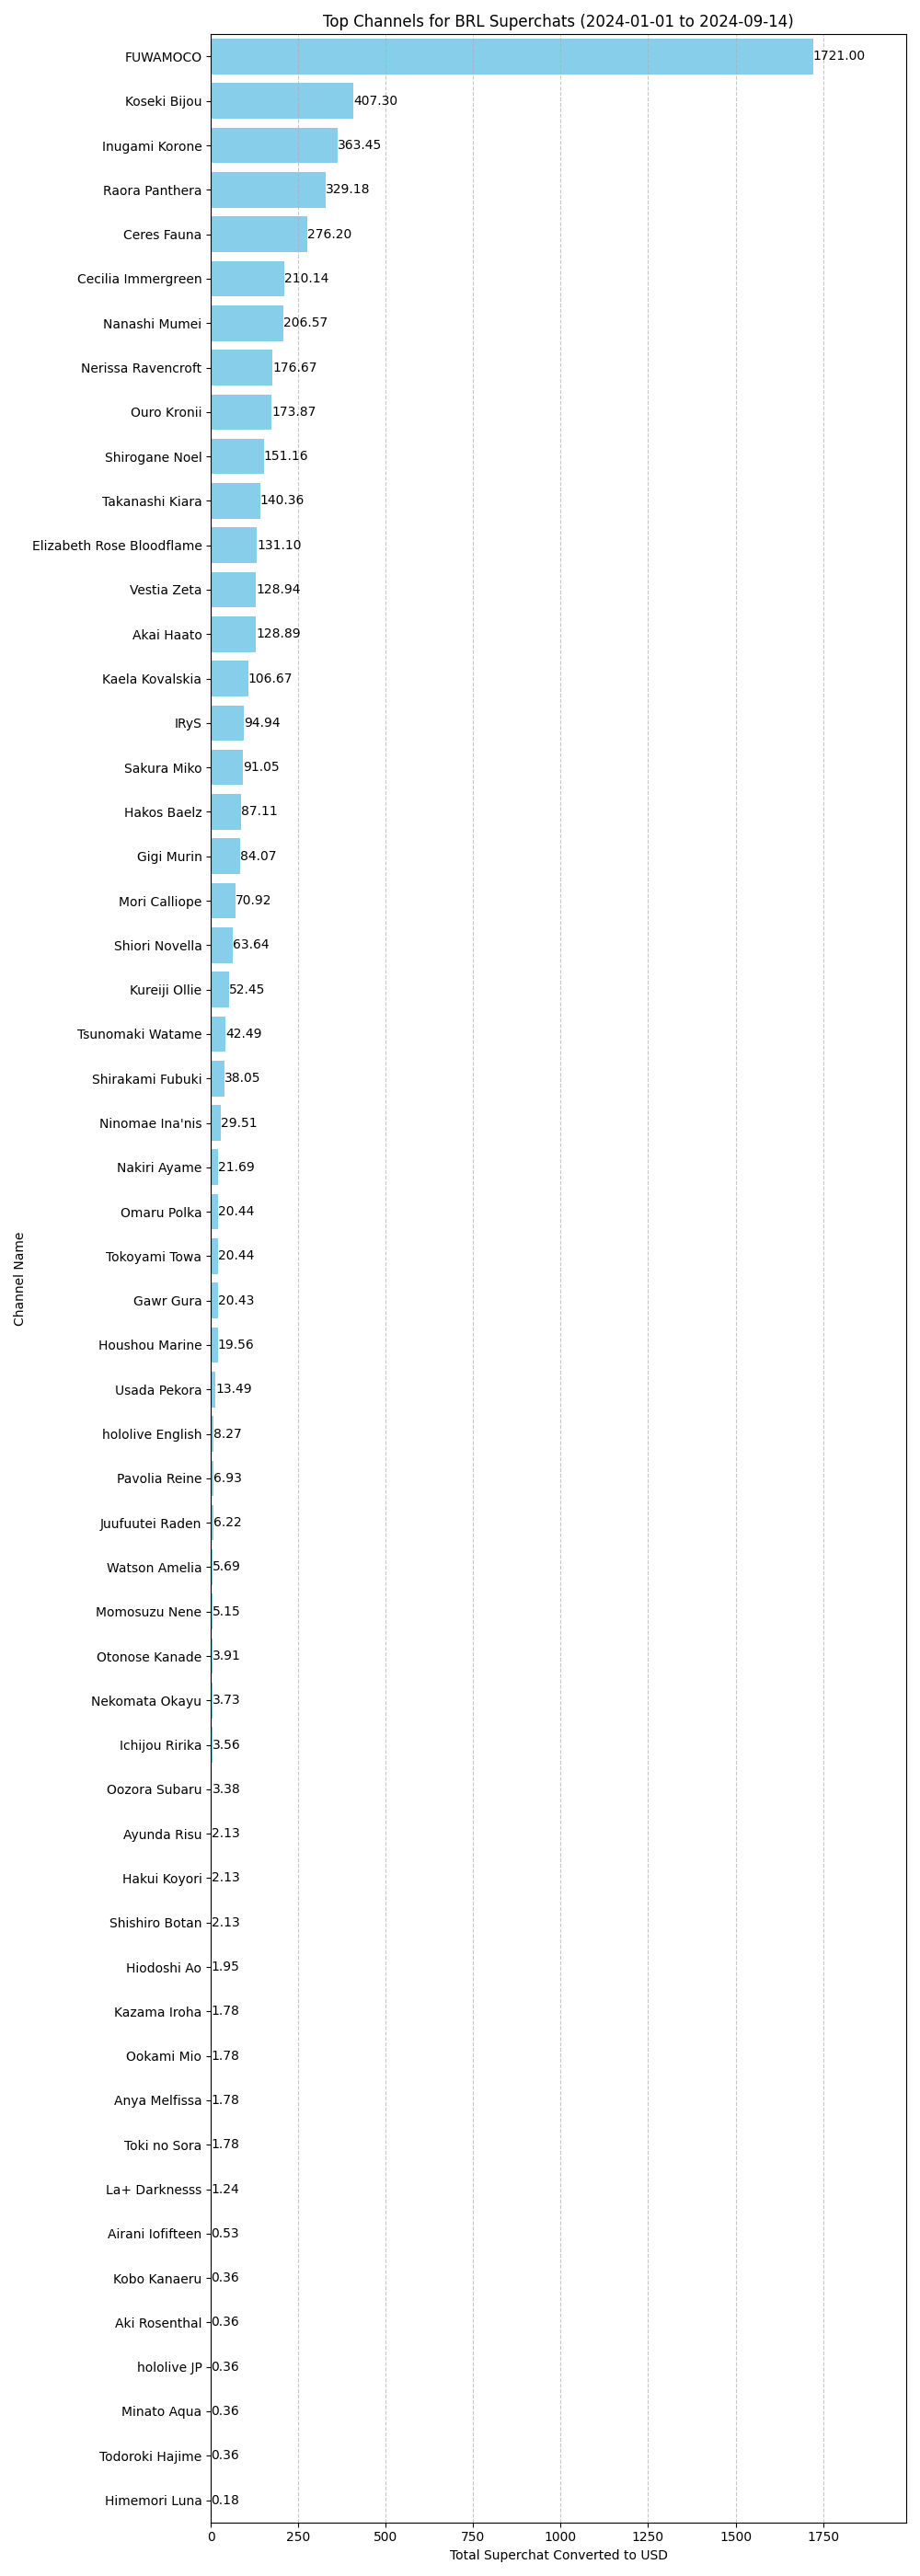 Top Channels for BRL Superchats (2024-01-01 to 2024-09-14)
FUWAMOCO 1721.00
Koseki Bijou 407.30
Inugami Korone 363.45
Raora Panthera 329.18
Ceres Fauna 276.20
Cecilia Immergreen 210.14
Nanashi Mumei 206.57
Nerissa Ravencroft 176.67
Ouro Kronii 173.87
Shirogane Noel 151.16
Takanashi Kiara 140.36
Elizabeth Rose Bloodflame 131.10
Vestia Zeta 128.94
Akai Haato 128.89
Kaela Kovalskia 106.67
IRyS 94.94
Sakura Miko 91.05
Hakos Baelz 87.11
Gigi Murin 84.07
Mori Calliope 70.92
Shiori Novella 63.64
Kureiji Ollie 52.45
Tsunomaki Watame 42.49
Shirakami Fubuki 38.05
Ninomae Ina'nis 29.51
Nakiri Ayame 21.69
Omaru Polka 20.44
Tokoyami Towa 20.44
Gawr Gura 20.43
Houshou Marine 19.56
Usada Pekora 13.49
hololive English 8.27
Pavolia Reine 6.93
Juufuutei Raden 6.22
Watson Amelia 5.69
Momosuzu Nene 5.15
Otonose Kanade 3.91
Nekomata Okayu 3.73
Ichijou Ririka 3.56
Oozora Subaru 3.38
Ayunda Risu 2.13
Hakui Koyori 2.13
Shishiro Botan 2.13
Hiodoshi Ao 1.95
Kazama Iroha 1.78
Ookami Mio 1.78
Anya Melfissa 1.78
Toki no Sora 1.78
La+ Darknesss 1.24
Airani Iofifteen 0.53
Kobo Kanaeru 0.36
Aki Rosenthal 0.36
hololive JP 0.36
Minato Aqua 0.36
Todoroki Hajime 0.36
Himemori Luna 0.18
0 250 500 750 1000 1250 1500 1750
Total Superchat Converted to USD
Channel Name